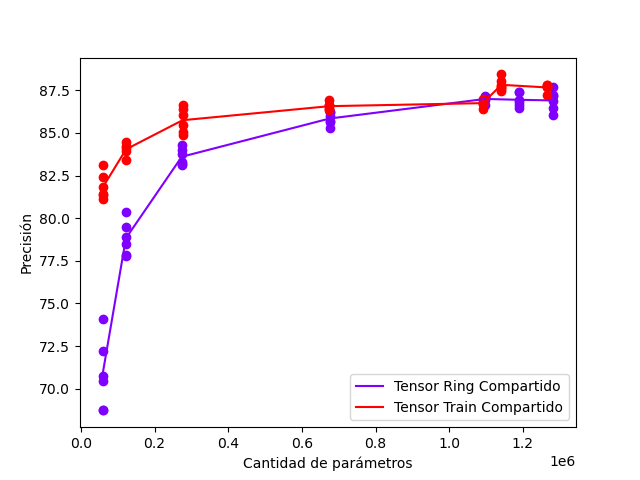 87.5
85.0
82.5
80.0
77.5
75.0
72.5
70.0
Precisión
Tensor Ring Compartido
Tensor Train Compartido
0.0 0.2 0.4 0.6 0.8 1.0 1.2
1e6
Cantidad de parámetros